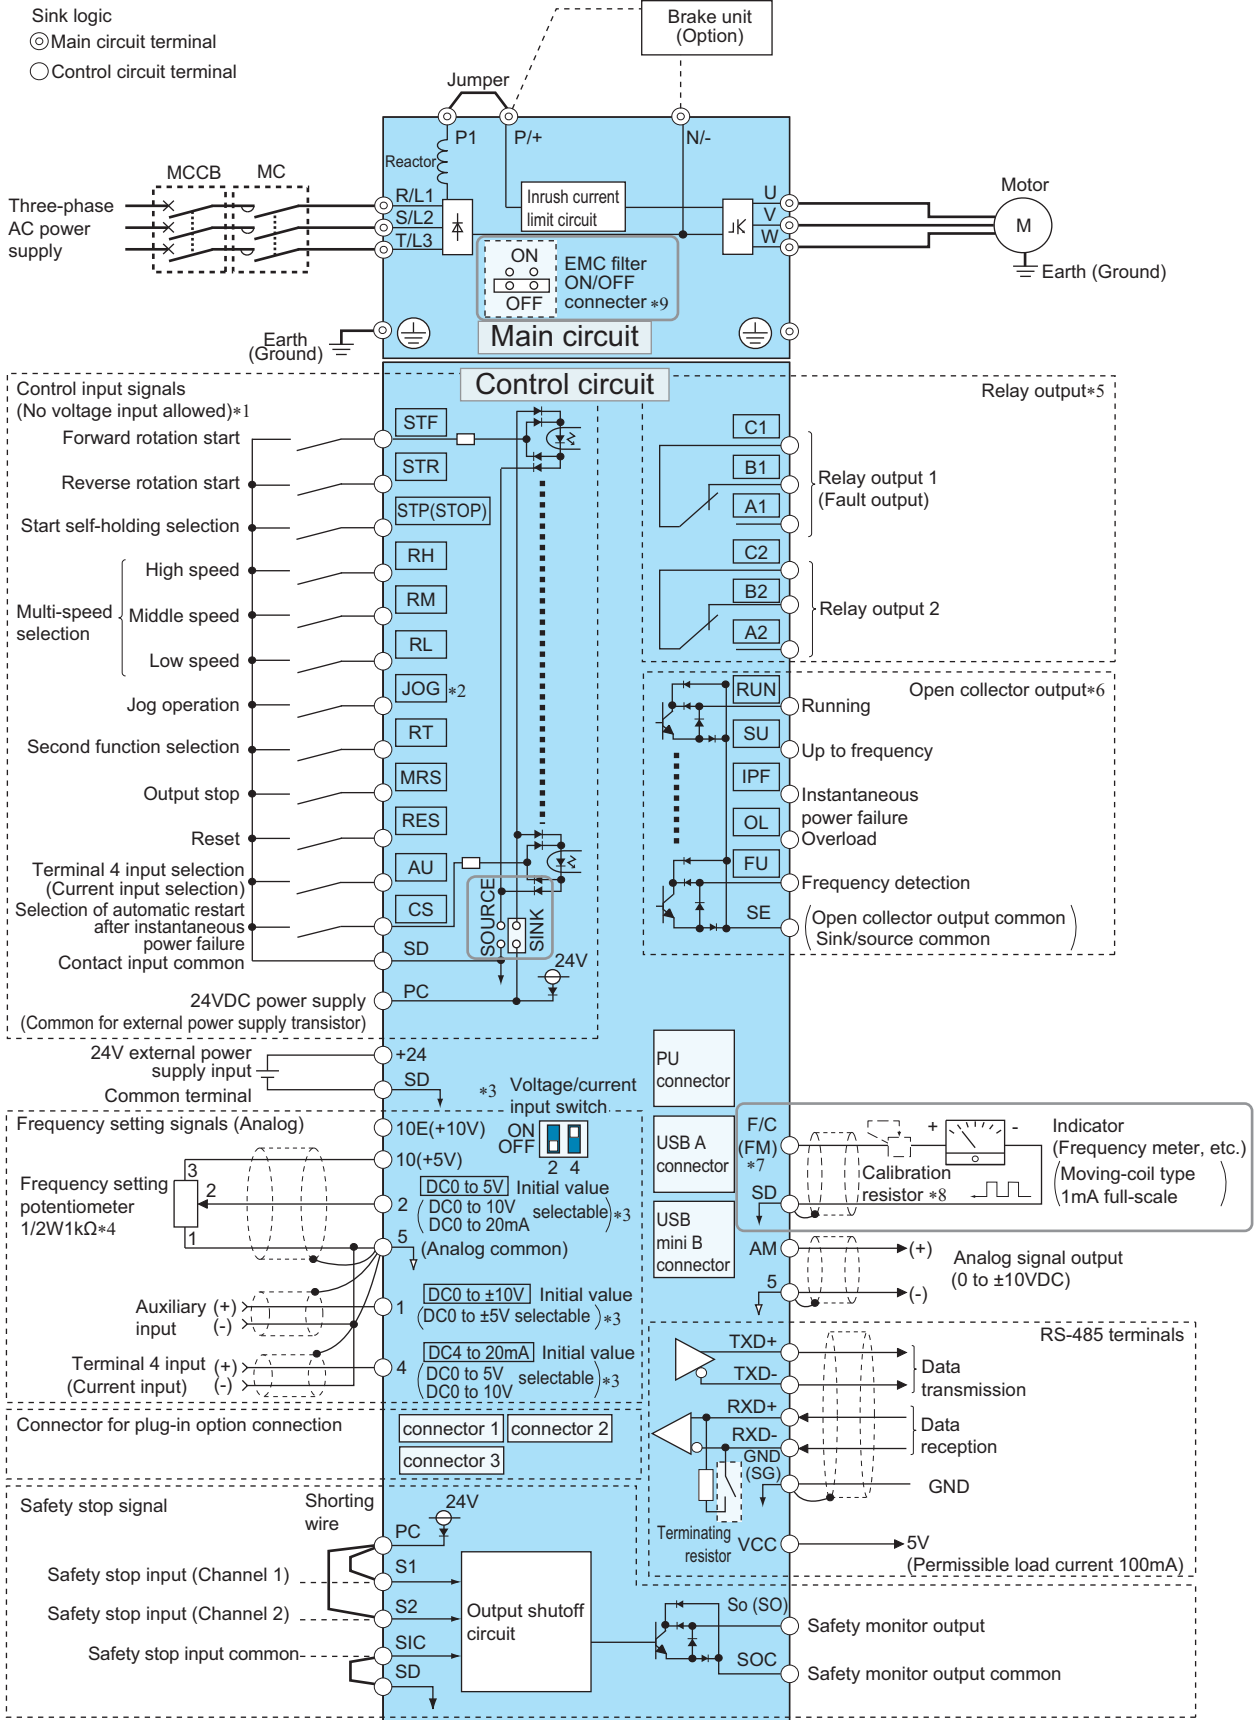 Sink logic
Main circuit terminal
Control circuit terminal
Brake unit
(Option)
Jumper
P1
P/+
N/-
Reactor
MCCB
MC
R/L1
S/L2
T/L3
Three-phase
AC power
supply
Inrush current
limit circuit
U
V
W
Motor
M
Earth (Ground)
ON
OFF
EMC filter
ON/OFF
connecter *9
Earth
(Ground)
Main circuit
Control circuit
Control input signals
(No voltage input allowed)*1
Forward rotation start
STF
Reverse rotation start
STR
Start self-holding selection
STP(STOP)
Multi-speed
selection
High speed
RH
Middle speed
RM
Low speed
RL
Jog operation
JOG *2
Second function selection
RT
Output stop
MRS
Reset
RES
Terminal 4 input selection
(Current input selection)
AU
Selection of automatic restart
after instantaneous
power failure
CS
SOURCE
SINK
Contact input common
SD
24V
24VDC power supply
(Common for external power supply transistor)
PC
Relay output*5
C1
B1
A1
Relay output 1
(Fault output)
C2
B2
A2
Relay output 2
Open collector output*6
RUN
Running
SU
Up to frequency
IPF
Instantaneous
power failure
OL
Overload
FU
Frequency detection
SE
(Open collector output common
Sink/source common)
24V external power
supply input
+24
Common terminal
SD
*3 Voltage/current
input switch
ON
OFF
2 4
Frequency setting signals (Analog)
10E(+10V)
10(+5V)
Frequency setting
potentiometer
1/2W1kΩ*4
3
2
1
2
DC0 to 5V Initial value
(DC0 to 10V
DC0 to 20mA selectable)*3
5
(Analog common)
Auxiliary
input
(+)
(-)
1
DC0 to ±10V Initial value
(DC0 to ±5V selectable)*3
Terminal 4 input
(Current input)
(+)
(-)
4
DC4 to 20mA Initial value
(DC0 to 5V
DC0 to 10V selectable)*3
PU
connector
USB A
connector
USB
mini B
connector
F/C
(FM)
*7
SD
+
-
Calibration
resistor *8
Indicator
(Frequency meter, etc.)
(Moving-coil type
1mA full-scale)
AM
(+)
5
(-)
Analog signal output
(0 to ±10VDC)
RS-485 terminals
TXD+
TXD-
Data
transmission
RXD+
RXD-
Data
reception
GND
(SG)
GND
Terminating
resistor
VCC
5V
(Permissible load current 100mA)
Connector for plug-in option connection
connector 1
connector 2
connector 3
Safety stop signal
Shorting
wire
24V
PC
Safety stop input (Channel 1)
S1
Safety stop input (Channel 2)
S2
Safety stop input common
SIC
SD
Output shutoff
circuit
So (SO)
Safety monitor output
SOC
Safety monitor output common